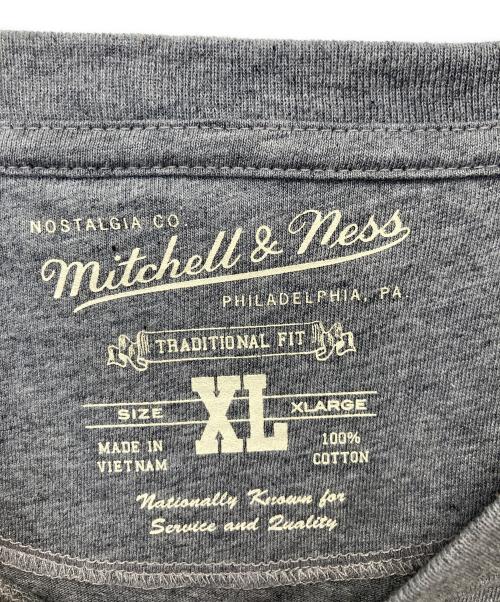 NOSTALGIA CO.
Mitchell & Ness
PHILADELPHIA, PA.
TRADITIONAL FIT
SIZE XL XLARGE
MADE IN VIETNAM
100% COTTON
Nationally Known for
Service and Quality